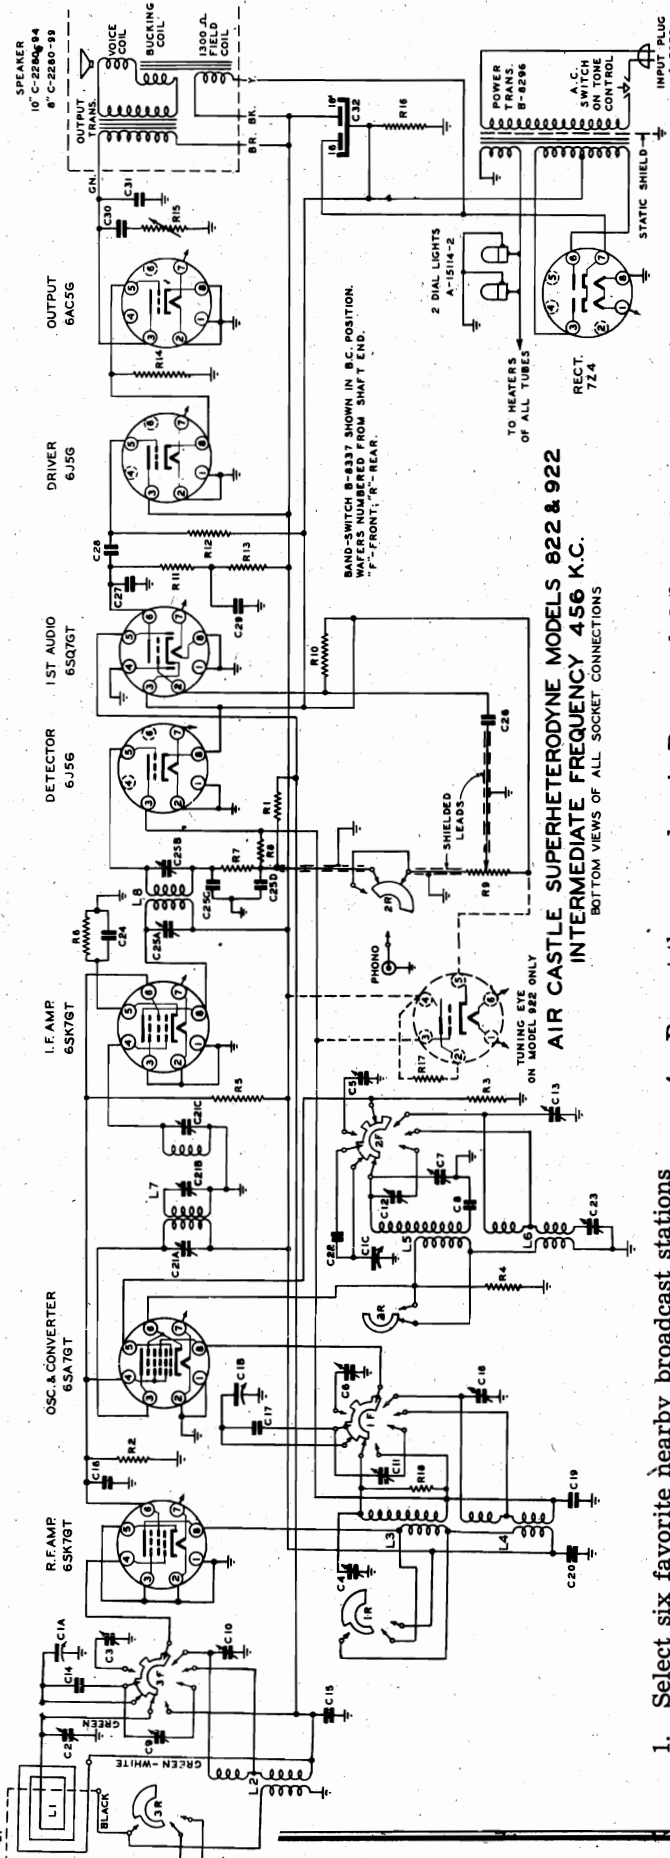 SPEAKER
10" C-2280-94
8" C-2280-99
VOICE
COIL
BUCKING
COIL
1300 Ω
FIELD
COIL
OUTPUT
TRANS.
GN.
BR.
BK.
Y.
C30
C31
R15
OUTPUT
6AC5G
R14
DRIVER
6J5G
C28
C27
R11
R12
R13
C29
1ST AUDIO
6SQ7GT
DETECTOR
6J5G
R10
R1
C26
SHIELDED
LEADS
R9
2R
PHONO
C25B
L8
C25A
C25C
R7
R8
C25D
R6
C24
I.F. AMP.
6SK7GT
R5
L7
C21C
C21B
C21A
OSC. & CONVERTER
6SA7GT
C18
C17
R2
C16
R.F. AMP.
6SK7GT
C1A
C14
C3
3F
C10
C2
GREEN
C9
GREEN-WHITE
L1
BLACK
3R
L2
C15
C4
1R
L3
L4
C20
C19
C11
R18
1F
C6
C16
R4
L5
L6
C1C
C22
C12
C7
C8
2F
C5
R3
C13
C23
R17
TUNING EYE
ON MODEL 922 ONLY
16
18
C32
R16
POWER
TRANS.
B-8296
A.C.
SWITCH
ON TONE
CONTROL
INPUT PLUG
STATIC SHIELD
2 DIAL LIGHTS
A-15114-2
TO HEATERS
OF ALL TUBES
RECT.
7Z4
BAND-SWITCH B-8337 SHOWN IN B.C. POSITION.
WAFERS NUMBERED FROM SHAFT END.
"F"-FRONT; "R"-REAR.
AIR CASTLE SUPERHETERODYNE MODELS 822 & 922
INTERMEDIATE FREQUENCY 456 K.C.
BOTTOM VIEWS OF ALL SOCKET CONNECTIONS
1. Select six favorite nearby broadcast stations